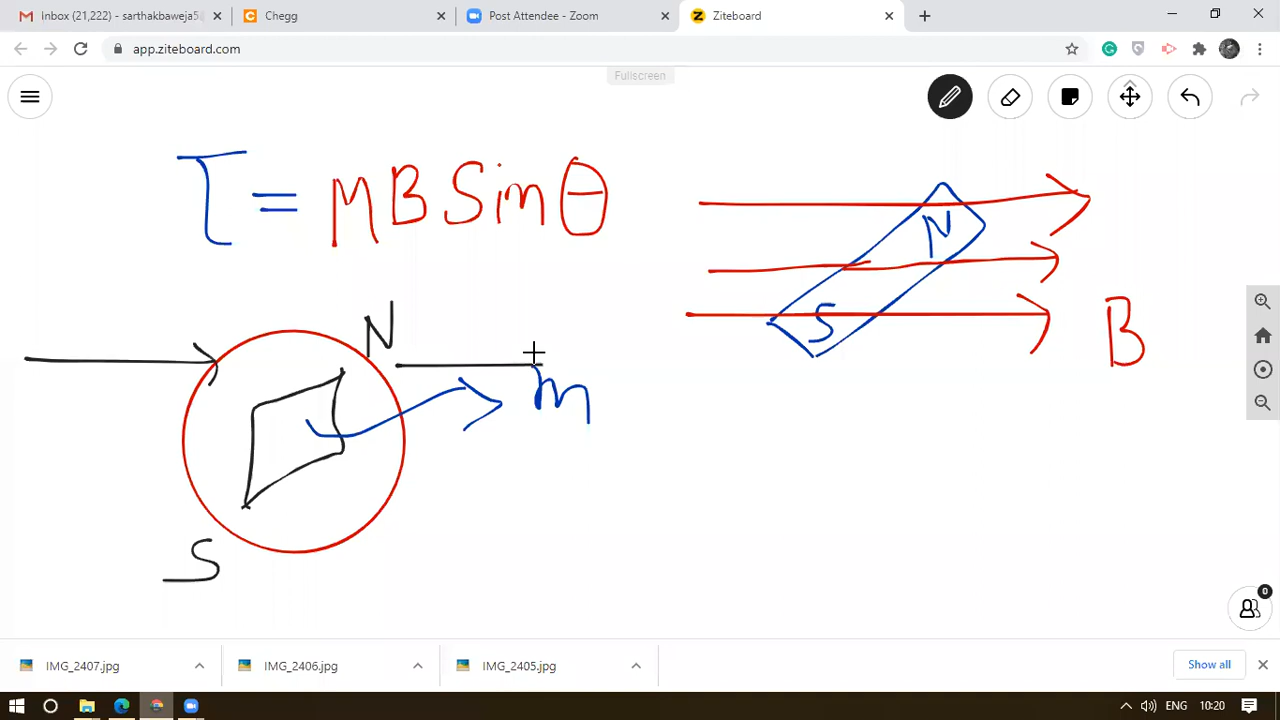 Inbox (21,222) - sarthakbaweja5
Chegg
Post Attendee - Zoom
Ziteboard
app.ziteboard.com
Fullscreen
τ = MB Sinθ
N
S
B
N
m
S
0
IMG_2407.jpg
IMG_2406.jpg
IMG_2405.jpg
Show all
ENG
10:20